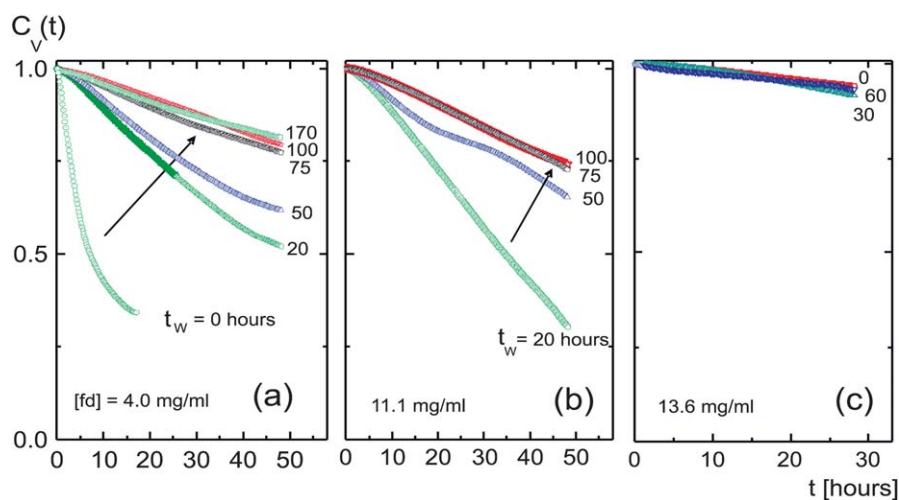 C_V(t)
1.0
0.5
0.0
170
100
75
50
20
t_w = 0 hours
[fd] = 4.0 mg/ml
(a)
0 10 20 30 40 50
100
75
50
t_w = 20 hours
11.1 mg/ml
(b)
0 10 20 30 40 50
0
60
30
13.6 mg/ml
(c)
0 10 20 30
t [hours]